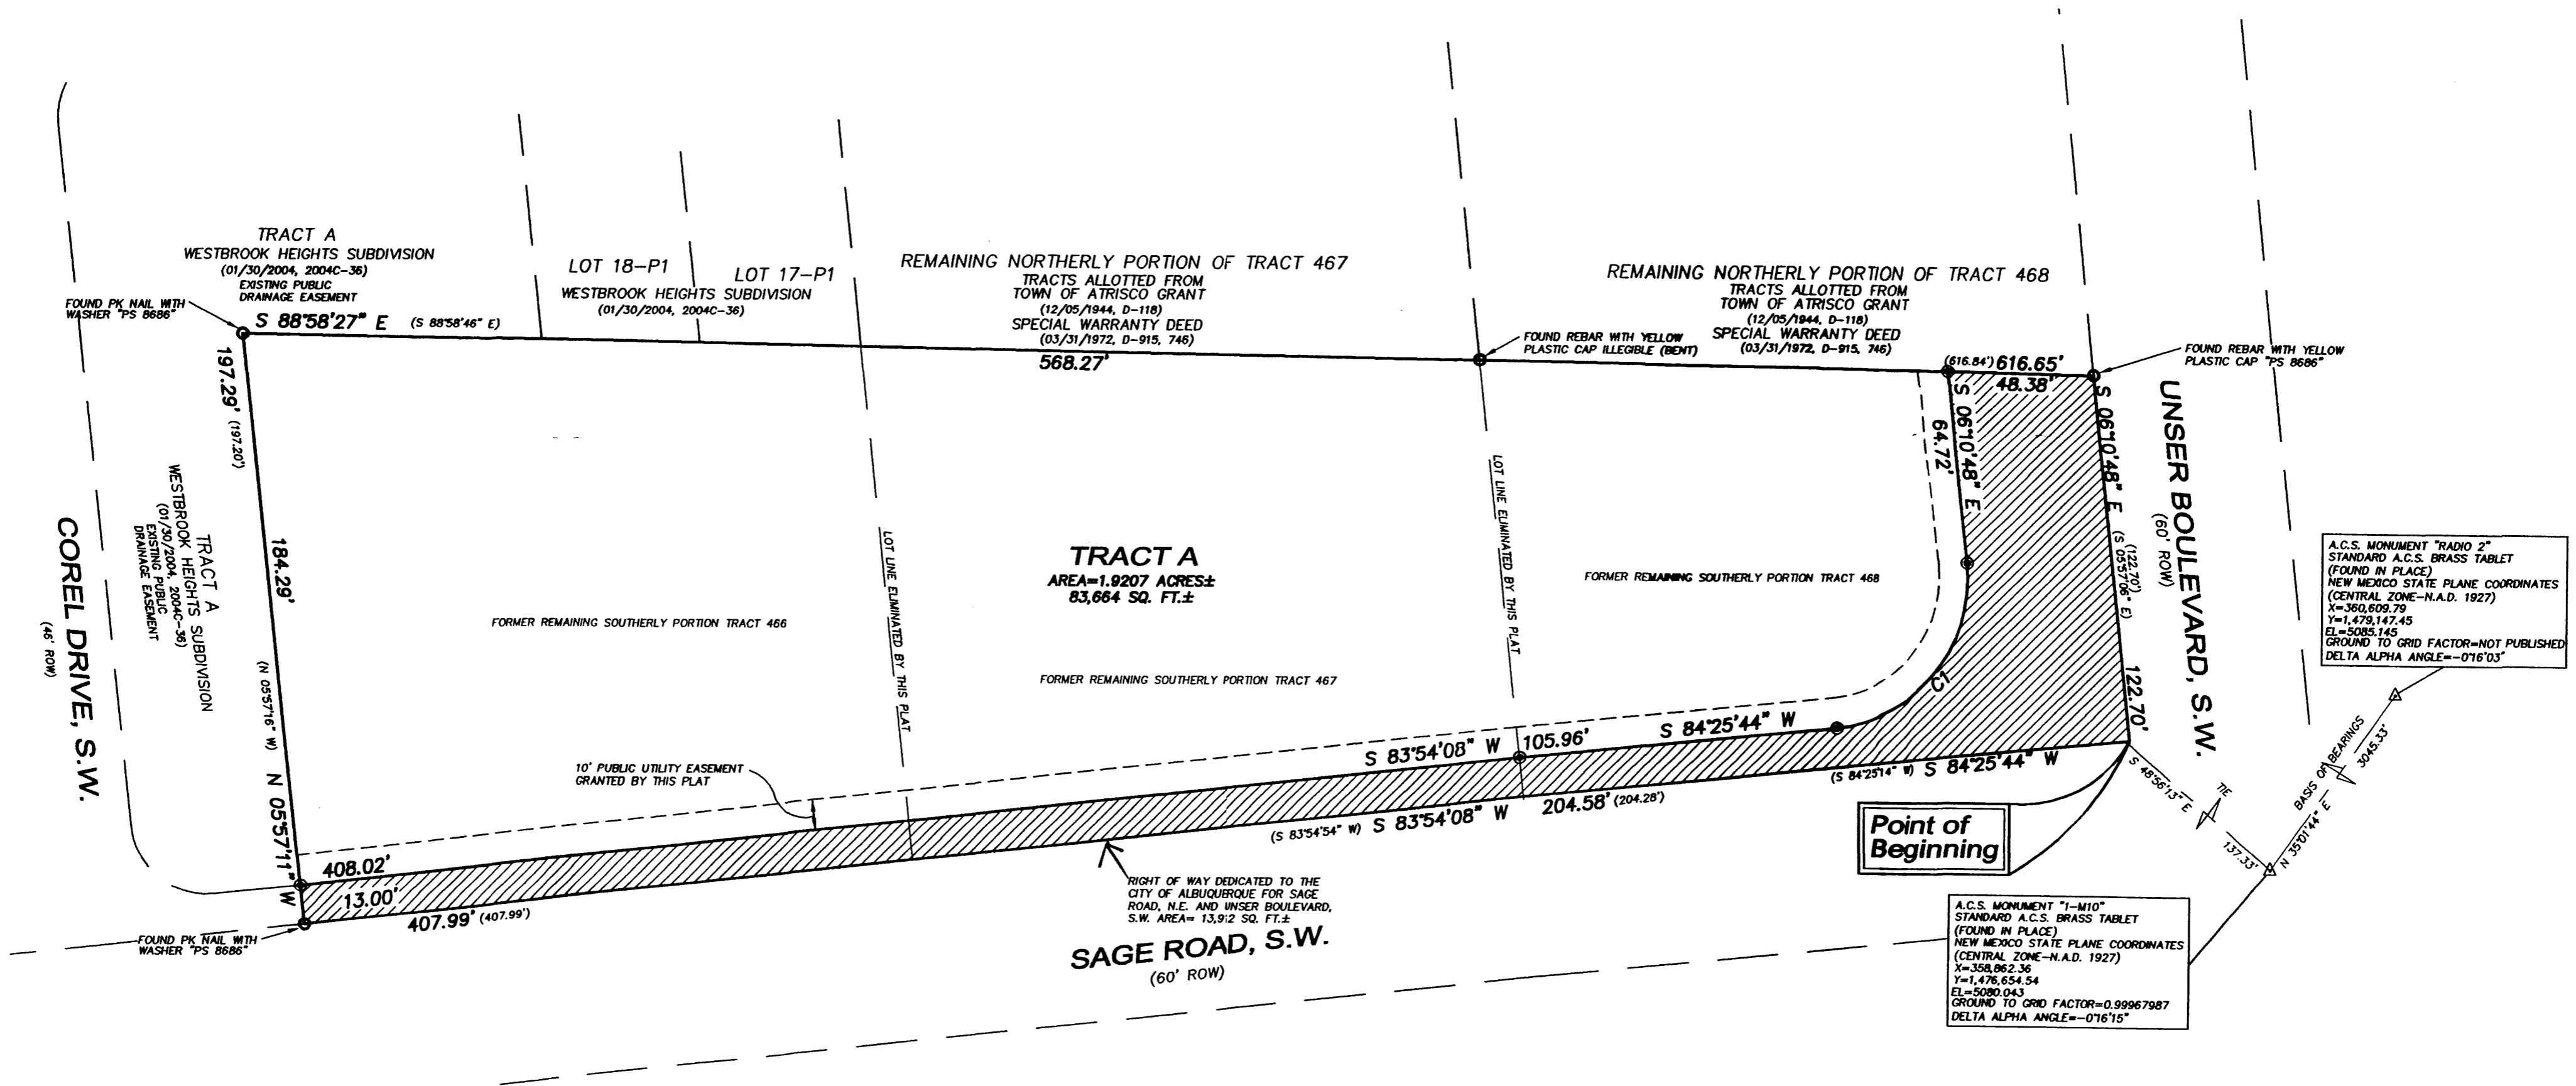 TRACT A
WESTBROOK HEIGHTS SUBDIVISION
(01/30/2004, 2004C-36)
EXISTING PUBLIC
DRAINAGE EASEMENT
FOUND PK NAIL WITH
WASHER "PS 8686"
S 88°58'27" E (S 88°58'46" E)
LOT 18-P1
LOT 17-P1
WESTBROOK HEIGHTS SUBDIVISION
(01/30/2004, 2004C-36)
REMAINING NORTHERLY PORTION OF TRACT 467
TRACTS ALLOTTED FROM
TOWN OF ATRISCO GRANT
(12/05/1944, D-118)
SPECIAL WARRANTY DEED
(03/31/1972, D-915, 746)
568.27'
REMAINING NORTHERLY PORTION OF TRACT 468
TRACTS ALLOTTED FROM
TOWN OF ATRISCO GRANT
(12/05/1944, D-118)
SPECIAL WARRANTY DEED
(03/31/1972, D-915, 746)
FOUND REBAR WITH YELLOW
PLASTIC CAP ILLEGIBLE (BENT)
(616.84') 616.65'
48.38'
FOUND REBAR WITH YELLOW
PLASTIC CAP "PS 8686"
197.29' (197.20')
184.29'
(N 05°57'16" W) N 05°57'11" W
TRACT A
WESTBROOK HEIGHTS SUBDIVISION
(01/30/2004, 2004C-36)
EXISTING PUBLIC
DRAINAGE EASEMENT
COREL DRIVE, S.W.
(46' ROW)
LOT LINE ELIMINATED BY THIS PLAT
LOT LINE ELIMINATED BY THIS PLAT
TRACT A
AREA=1.9207 ACRES±
83,664 SQ. FT.±
FORMER REMAINING SOUTHERLY PORTION TRACT 466
FORMER REMAINING SOUTHERLY PORTION TRACT 467
FORMER REMAINING SOUTHERLY PORTION TRACT 468
S 06°10'48" E
64.72'
C1
S 06°10'48" E
(122.70')
(S 05°57'06" E)
122.70'
UNSER BOULEVARD, S.W.
(60' ROW)
10' PUBLIC UTILITY EASEMENT
GRANTED BY THIS PLAT
S 83°54'08" W
105.96'
S 84°25'44" W
(S 84°25'14" W) S 84°25'44" W
204.58' (204.28')
(S 83°54'54" W) S 83°54'08" W
408.02'
13.00'
407.99' (407.99')
FOUND PK NAIL WITH
WASHER "PS 8686"
RIGHT OF WAY DEDICATED TO THE
CITY OF ALBUQUERQUE FOR SAGE
ROAD, N.E. AND UNSER BOULEVARD,
S.W. AREA= 13,912 SQ. FT.±
SAGE ROAD, S.W.
(60' ROW)
Point of
Beginning
S 48°56'13" E
TIE
137.33'
BASIS OF BEARINGS
N 35°01'44" E
3045.33'
A.C.S. MONUMENT "RADIO 2"
STANDARD A.C.S. BRASS TABLET
(FOUND IN PLACE)
NEW MEXICO STATE PLANE COORDINATES
(CENTRAL ZONE-N.A.D. 1927)
X=360,609.79
Y=1,479,147.45
EL=5085.145
GROUND TO GRID FACTOR=NOT PUBLISHED
DELTA ALPHA ANGLE=-0°16'03"
A.C.S. MONUMENT "1-M10"
STANDARD A.C.S. BRASS TABLET
(FOUND IN PLACE)
NEW MEXICO STATE PLANE COORDINATES
(CENTRAL ZONE-N.A.D. 1927)
X=358,862.36
Y=1,476,654.54
EL=5080.043
GROUND TO GRID FACTOR=0.99967987
DELTA ALPHA ANGLE=-0°16'15"